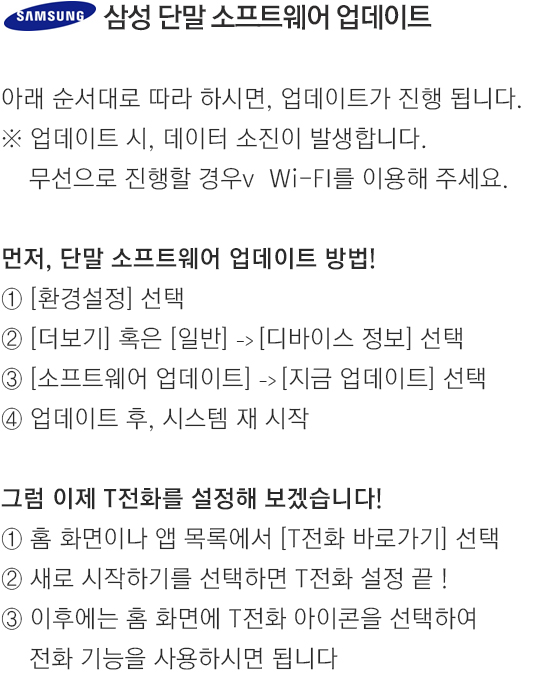 SAMSUNG 삼성 단말 소프트웨어 업데이트
아래 순서대로 따라 하시면, 업데이트가 진행 됩니다.
※ 업데이트 시, 데이터 소진이 발생합니다.
무선으로 진행할 경우v Wi-FI를 이용해 주세요.
먼저, 단말 소프트웨어 업데이트 방법!
① [환경설정] 선택
② [더보기] 혹은 [일반] ->[디바이스 정보] 선택
③ [소프트웨어 업데이트] ->[지금 업데이트] 선택
④ 업데이트 후, 시스템 재 시작
그럼 이제 T전화를 설정해 보겠습니다!
① 홈 화면이나 앱 목록에서 [T전화 바로가기] 선택
② 새로 시작하기를 선택하면 T전화 설정 끝 !
③ 이후에는 홈 화면에 T전화 아이콘을 선택하여
전화 기능을 사용하시면 됩니다